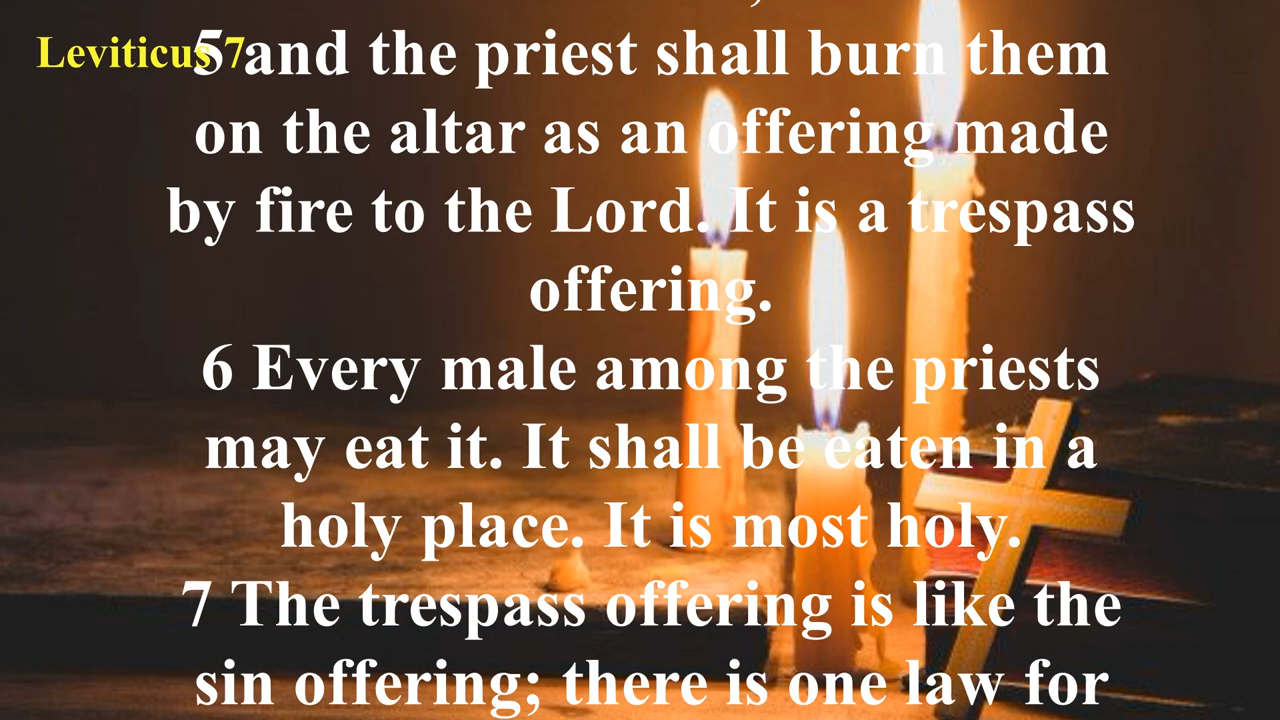 Leviticus 7
5 and the priest shall burn them
on the altar as an offering made
by fire to the Lord. It is a trespass
offering.
6 Every male among the priests
may eat it. It shall be eaten in a
holy place. It is most holy.
7 The trespass offering is like the
sin offering; there is one law for